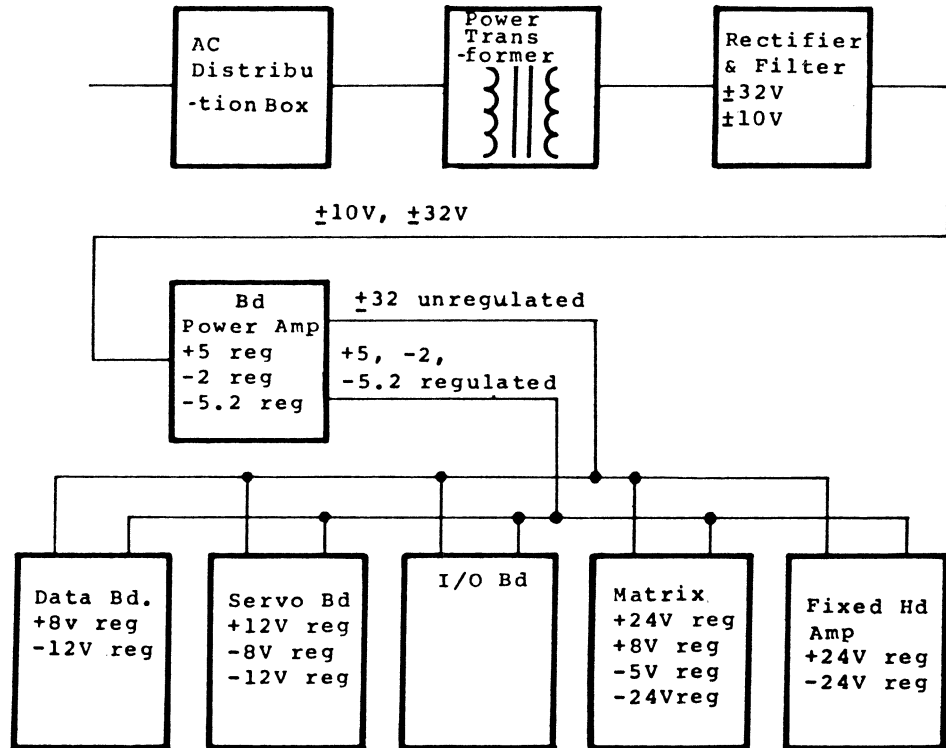 AC
Distribu
-tion Box
Power
Trans
-former
Rectifier
& Filter
±32V
±10V
±10V, ±32V
Bd
Power Amp
+5 reg
-2 reg
-5.2 reg
±32 unregulated
+5, -2,
-5.2 regulated
Data Bd.
+8v reg
-12V reg
Servo Bd
+12V reg
-8V reg
-12V reg
I/O Bd
Matrix
+24V reg
+8V reg
-5V reg
-24Vreg
Fixed Hd
Amp
+24V reg
-24V reg